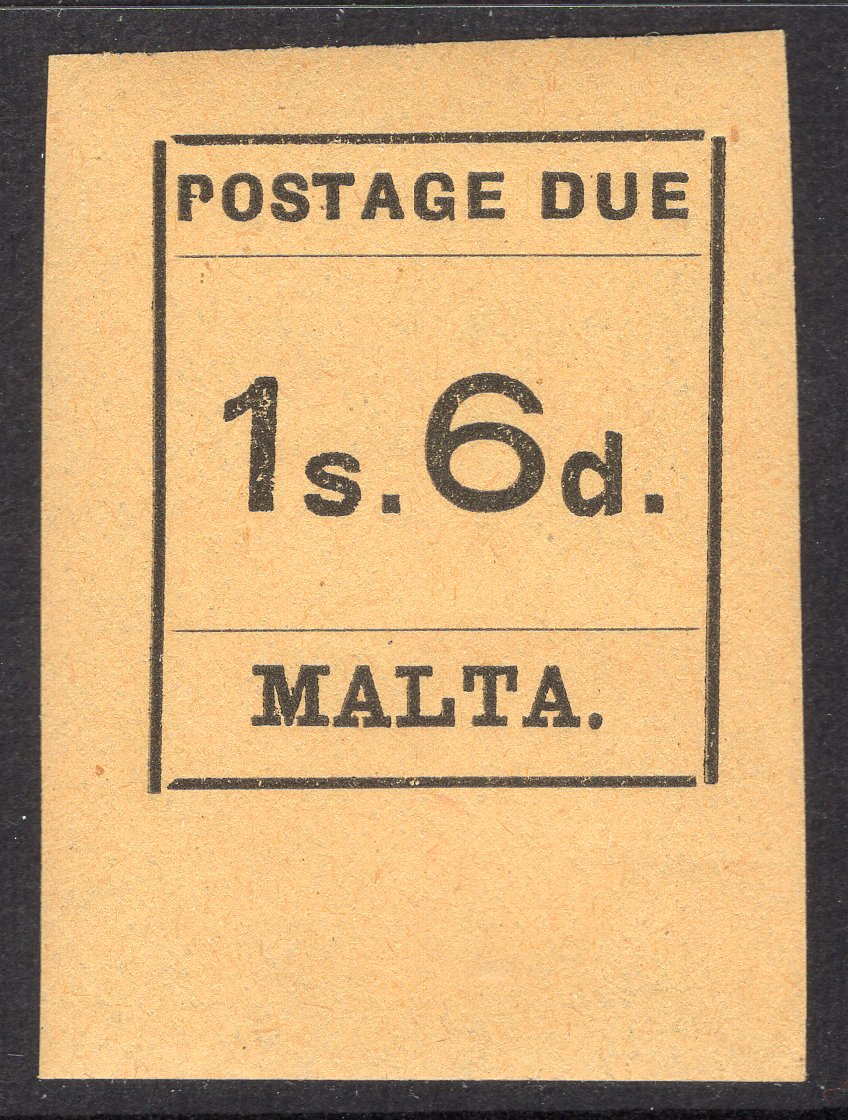 POSTAGE DUE
1s.6d.
MALTA.